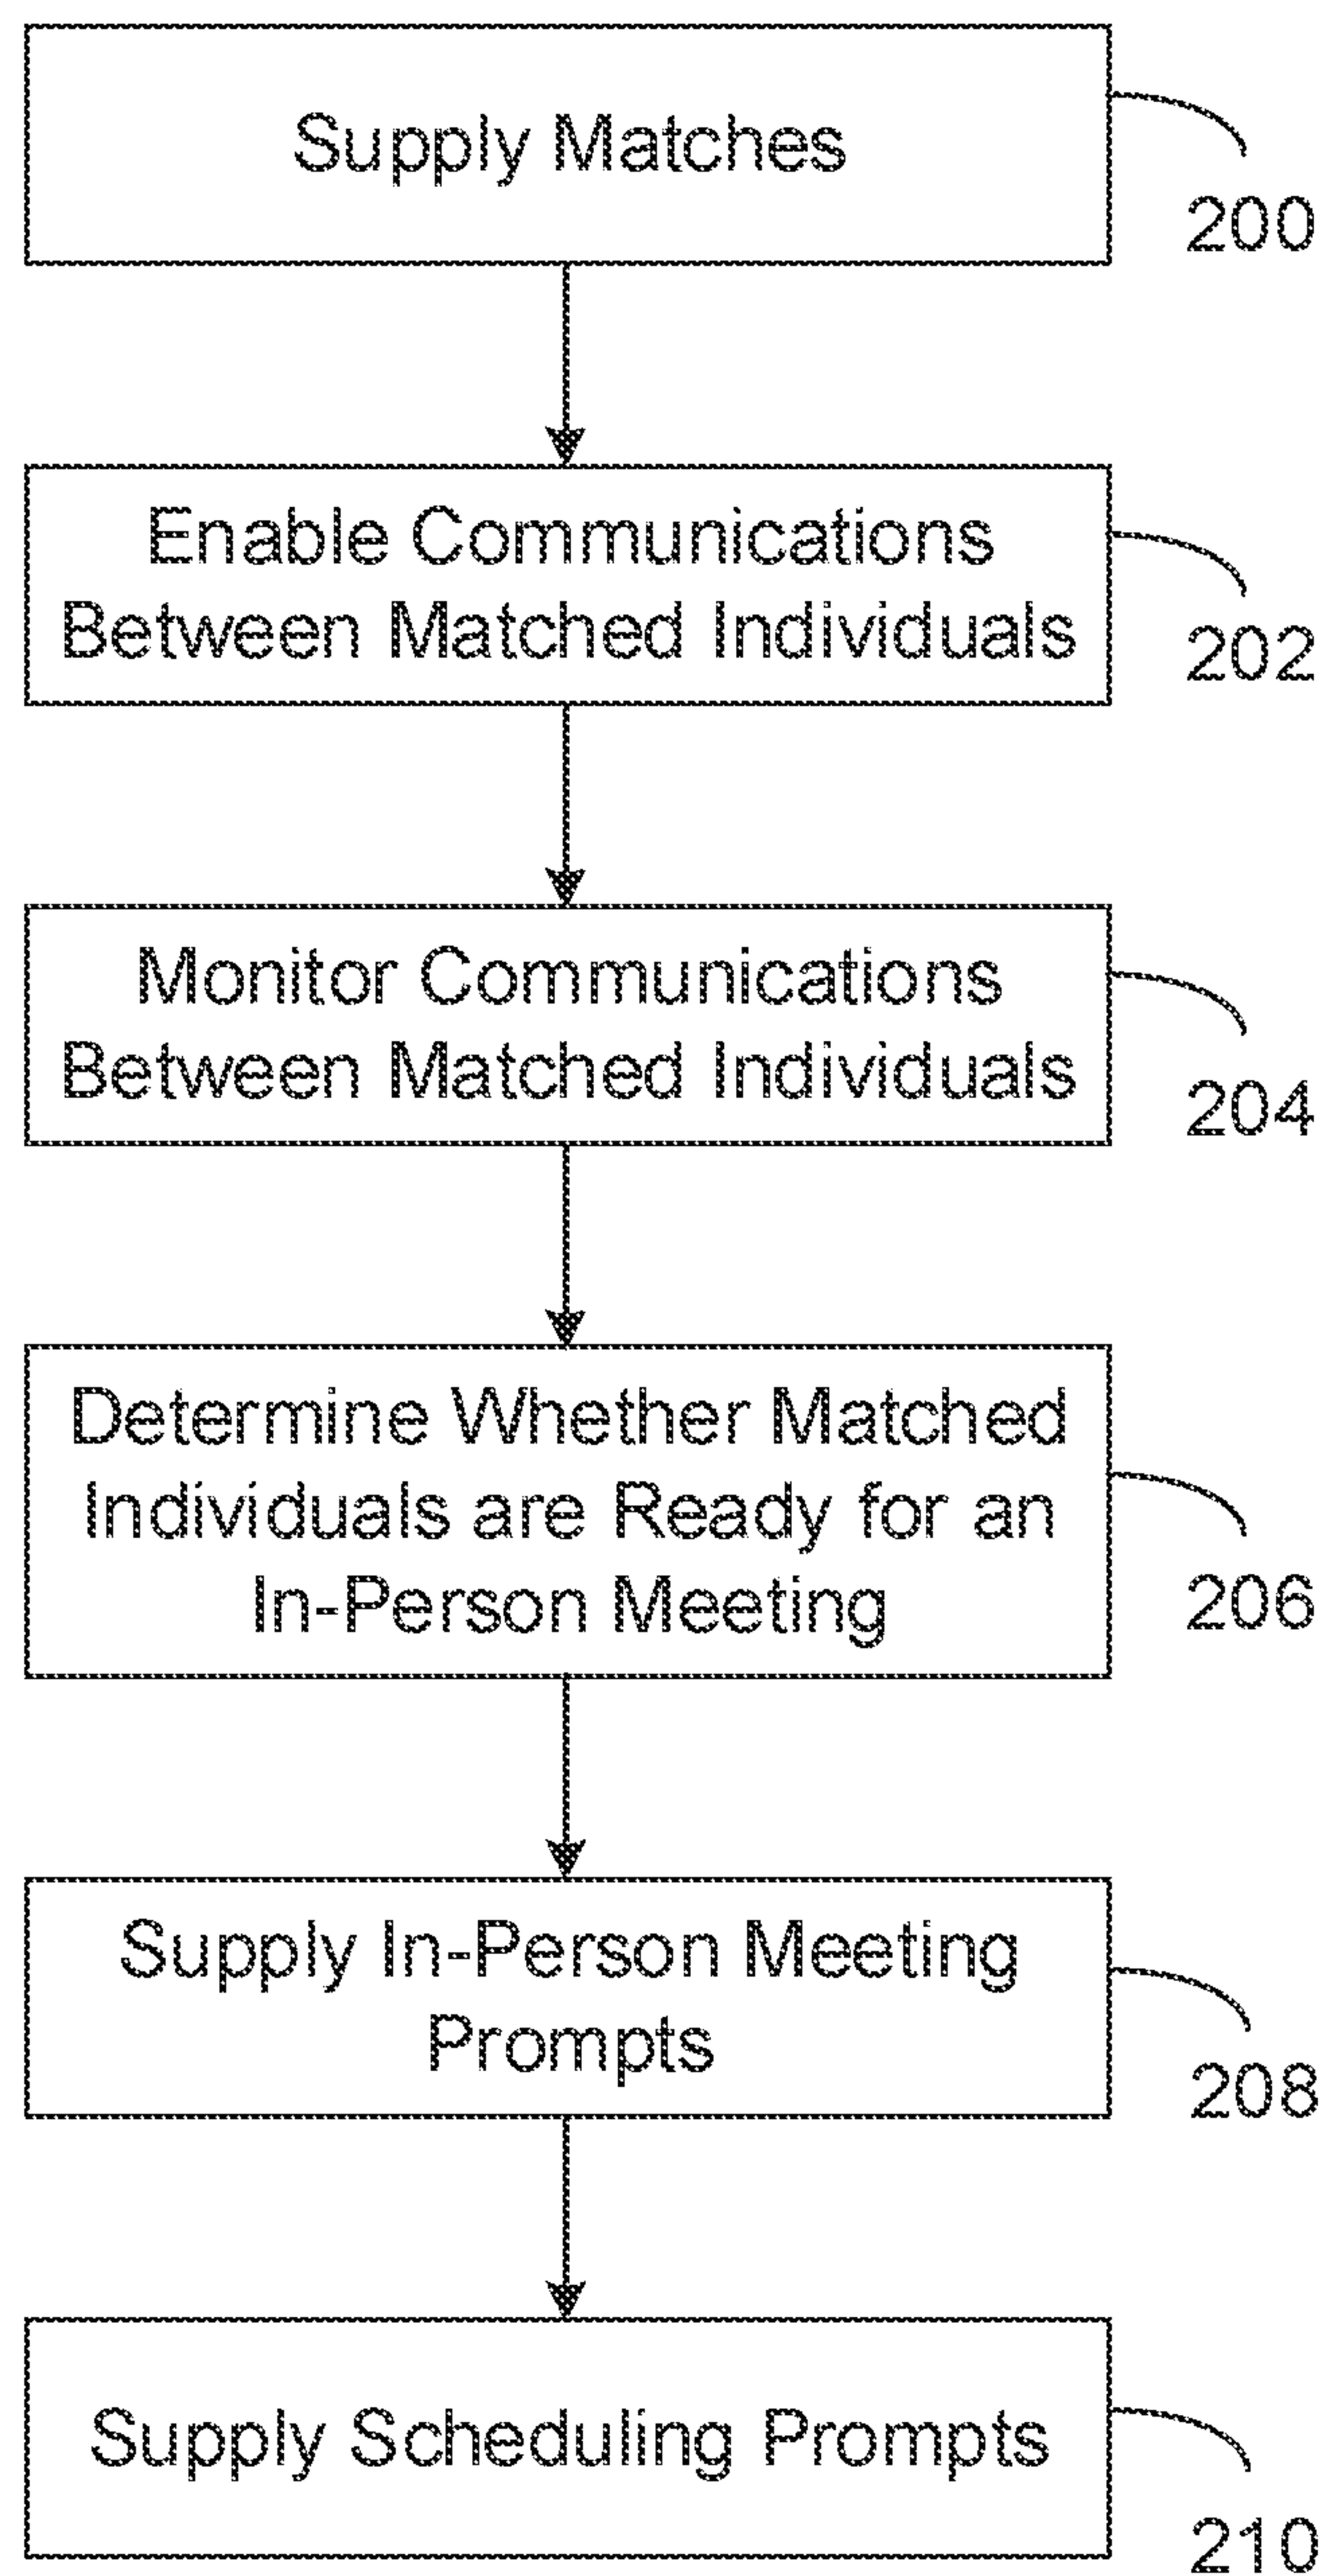 Supply Matches
200
Enable Communications
Between Matched Individuals
202
Monitor Communications
Between Matched Individuals
204
Determine Whether Matched
Individuals are Ready for an
In-Person Meeting
206
Supply In-Person Meeting
Prompts
208
Supply Scheduling Prompts
210